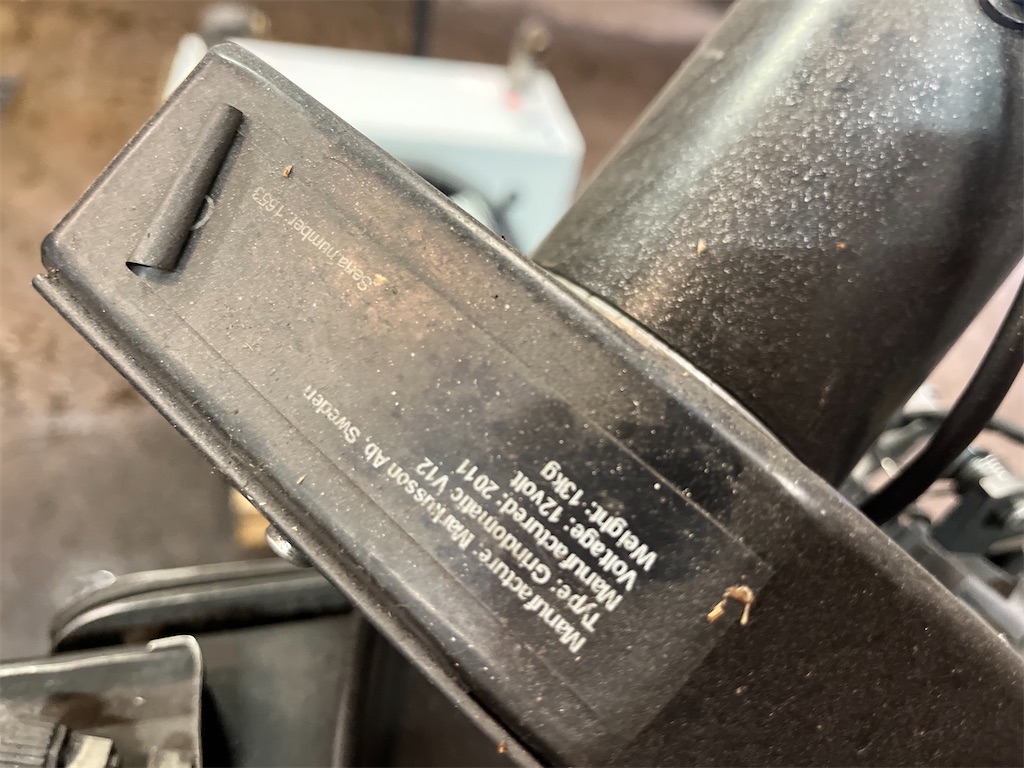 Manufacture: Markusson Ab, Sweden
Type: Grindomatic V12
Manufactured: 2011
Voltage: 12volt
Weight: 13kg
Serial number: 1653